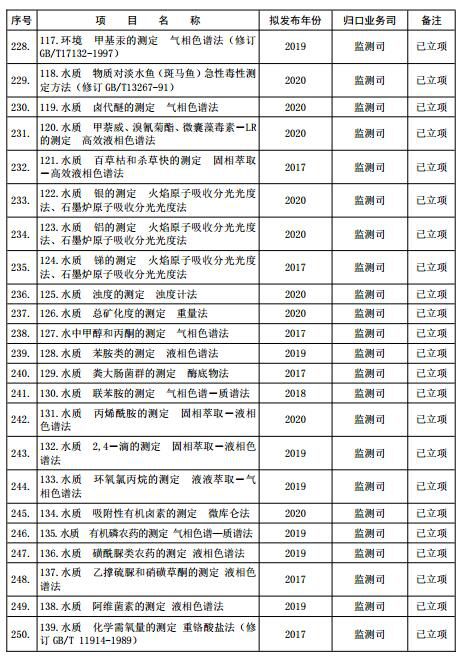 序号 项 目 名 称 拟发布年份 归口业务司 备注
228. 117.环境 甲基汞的测定 气相色谱法（修订 2019 监测司 已立项
GB/T17132-1997）
229. 118.水质 物质对淡水鱼（斑马鱼）急性毒性测 2020 监测司 已立项
定方法（修订 GB/T13267-91）
230. 119.水质 卤代醚的测定 气相色谱法 2020 监测司 已立项
231. 120.水质 甲萘威、溴氰菊酯、微囊藻毒素－LR 2020 监测司 已立项
的测定 高效液相色谱法
232. 121.水质 百草枯和杀草快的测定 固相萃取 2017 监测司 已立项
－高效液相色谱法
233. 122.水质 银的测定 火焰原子吸收分光光度 2020 监测司 已立项
法、石墨炉原子吸收分光光度法
234. 123.水质 铝的测定 火焰原子吸收分光光度 2020 监测司 已立项
法、石墨炉原子吸收分光光度法
235. 124.水质 锑的测定 火焰原子吸收分光光度 2017 监测司 已立项
法、石墨炉原子吸收分光光度法
236. 125.水质 浊度的测定 浊度计法 2020 监测司 已立项
237. 126.水质 总矿化度的测定 重量法 2020 监测司 已立项
238. 127.水中甲醇和丙酮的测定 气相色谱法 2017 监测司 已立项
239. 128.水质 苯胺类的测定 液相色谱法 2019 监测司 已立项
240. 129.水质 粪大肠菌群的测定 酶底物法 2017 监测司 已立项
241. 130.水质 联苯胺的测定 气相色谱－质谱法 2018 监测司 已立项
242. 131.水质 丙烯酰胺的测定 固相萃取－液相 2020 监测司 已立项
色谱法
243. 132.水质 2,4－滴的测定 固相萃取－液相色 2019 监测司 已立项
谱法
244. 133.水质 环氧氯丙烷的测定 液液萃取－气 2019 监测司 已立项
相色谱法
245. 134.水质 吸附性有机卤素的测定 微库仑法 2020 监测司 已立项
246. 135.水质 有机磷农药的测定 气相色谱—质谱法 2019 监测司 已立项
247. 136.水质 磺酰脲类农药的测定 液相色谱法 2019 监测司 已立项
248. 137.水质 乙撑硫脲和硝磺草酮的测定 液相色 2017 监测司 已立项
谱法
249. 138.水质 阿维菌素的测定 液相色谱法 2019 监测司 已立项
250. 139.水质 化学需氧量的测定 重铬酸盐法（修 2017 监测司 已立项
订 GB/T 11914-1989）